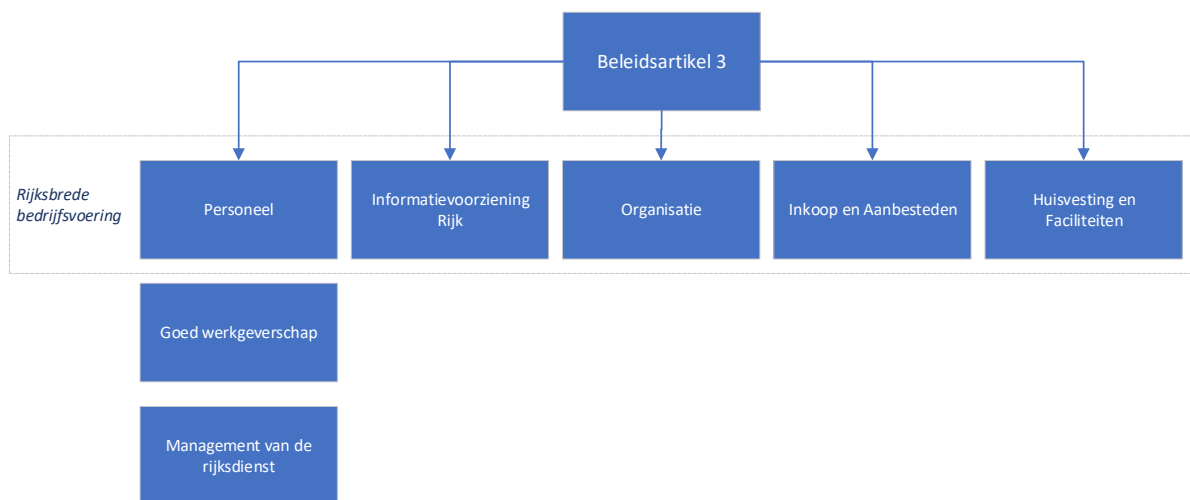 Beleidsartikel 3
Rijksbrede
bedrijfsvoering
Personeel
Informatievoorziening
Rijk
Organisatie
Inkoop en Aanbesteden
Huisvesting en
Faciliteiten
Goed werkgeverschap
Management van de
rijksdienst